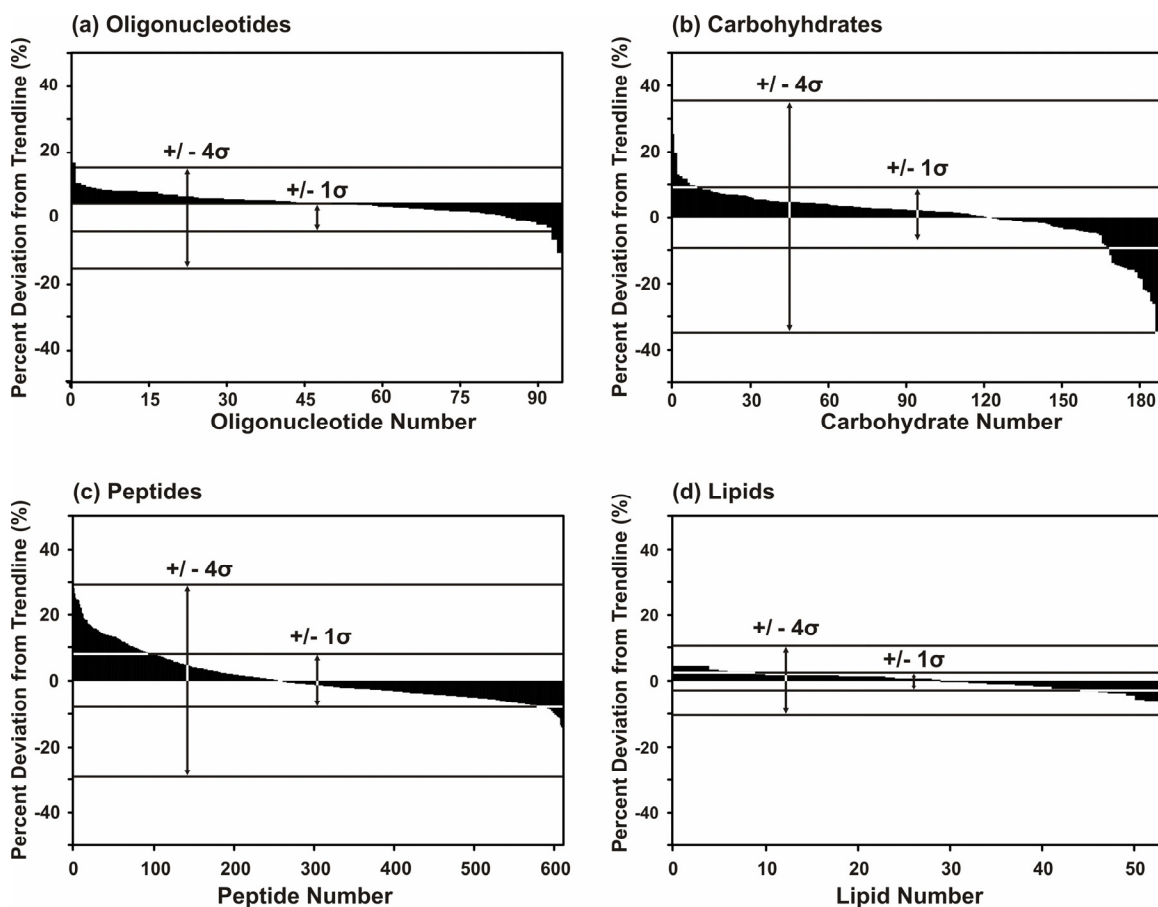 (a) Oligonucleotides
Percent Deviation from Trendline (%)
40
20
0
-20
-40
+/ - 4σ
+/ - 1σ
0 15 30 45 60 75 90
Oligonucleotide Number
(b) Carbohyhdrates
Percent Deviation from Trendline (%)
40
20
0
-20
-40
+/ - 4σ
+/ - 1σ
0 30 60 90 120 150 180
Carbohydrate Number
(c) Peptides
Percent Deviation from Trendline (%)
40
20
0
-20
-40
+/ - 4σ
+/ - 1σ
0 100 200 300 400 500 600
Peptide Number
(d) Lipids
Percent Deviation from Trendline (%)
40
20
0
-20
-40
+/ - 4σ
+/ - 1σ
0 10 20 30 40 50
Lipid Number